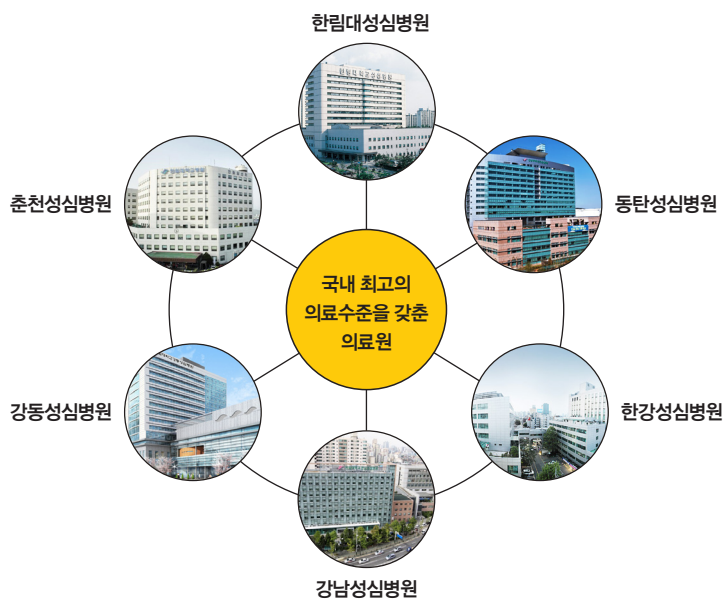 한림대성심병원
춘천성심병원
동탄성심병원
국내 최고의
의료수준을 갖춘
의료원
강동성심병원
한강성심병원
강남성심병원